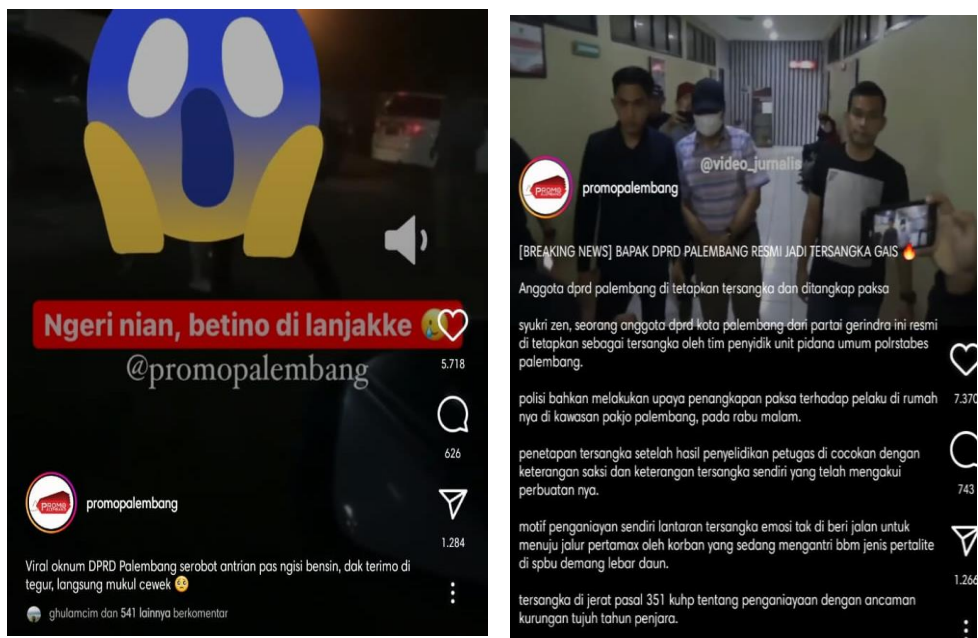 Ngeri nian, betino di lanjakke 🥲
@promopalembang
5.718
626
PROMO
promopalembang
1.284
Viral oknum DPRD Palembang serobot antrian pas ngisi bensin, dak terimo di
tegur, langsung mukul cewek 🥺
ghulamcim dan 541 lainnya berkomentar
@video_jurnalis
PROMO
promopalembang
[BREAKING NEWS] BAPAK DPRD PALEMBANG RESMI JADI TERSANGKA GAIS 🔥
Anggota dprd palembang di tetapkan tersangka dan ditangkap paksa
syukri zen, seorang anggota dprd kota palembang dari partai gerindra ini resmi
di tetapkan sebagai tersangka oleh tim penyidik unit pidana umum polrstabes
palembang.
7.370
polisi bahkan melakukan upaya penangkapan paksa terhadap pelaku di rumah
nya di kawasan pakjo palembang, pada rabu malam.
penetapan tersangka setelah hasil penyelidikan petugas di cocokan dengan
keterangan saksi dan keterangan tersangka sendiri yang telah mengakui
perbuatan nya.
743
motif penganiayan sendiri lantaran tersangka emosi tak di beri jalan untuk
menuju jalur pertamax oleh korban yang sedang mengantri bbm jenis pertalite
di spbu demang lebar daun.
1.266
tersangka di jerat pasal 351 kuhp tentang penganiayaan dengan ancaman
kurungan tujuh tahun penjara.